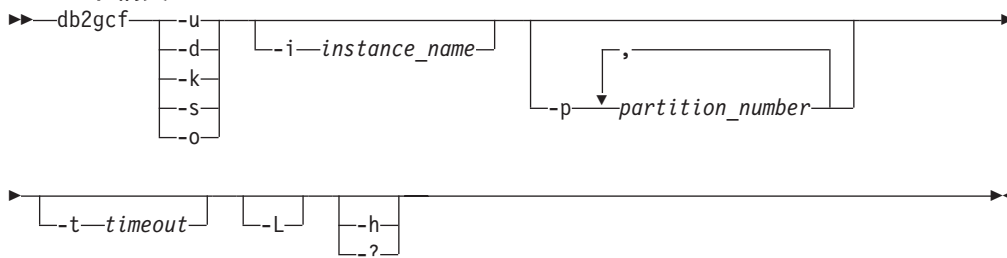 db2gcf -u -i instance_name ,
-d
-k -p partition_number
-s
-o
-t timeout -L -h
-?